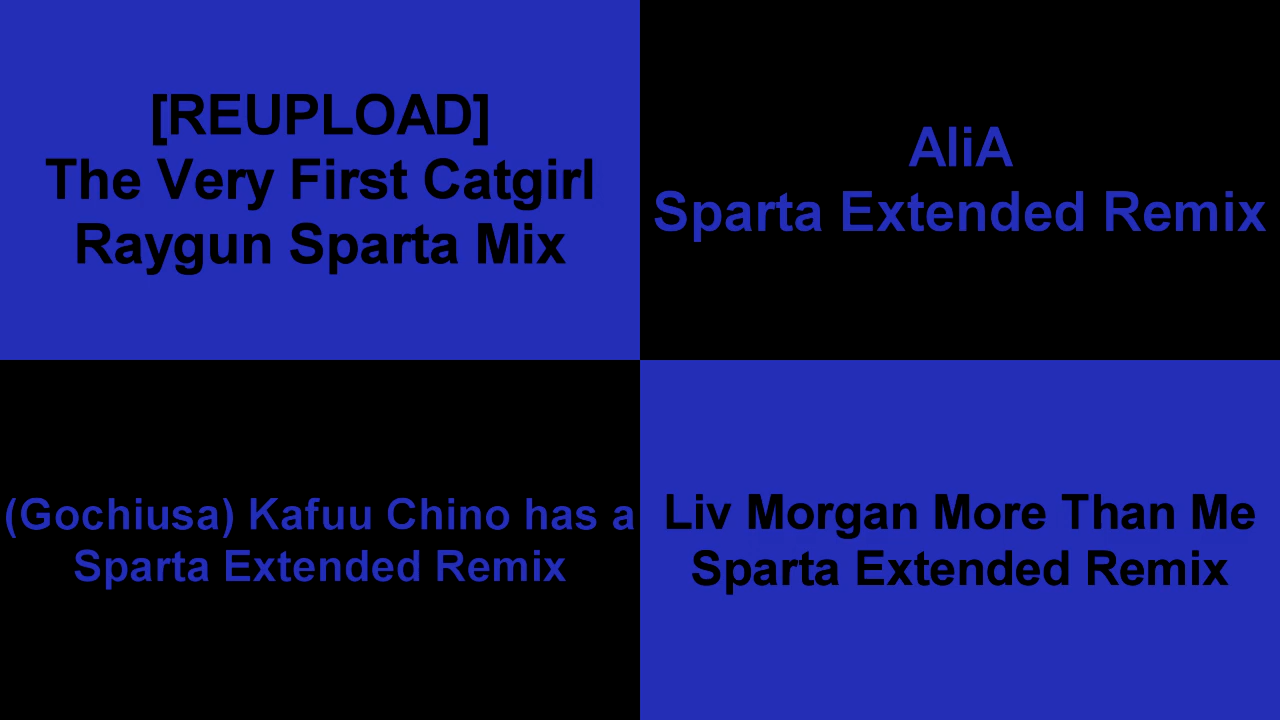 [REUPLOAD]
The Very First Catgirl
Raygun Sparta Mix
AliA
Sparta Extended Remix
(Gochiusa) Kafuu Chino has a
Sparta Extended Remix
Liv Morgan More Than Me
Sparta Extended Remix